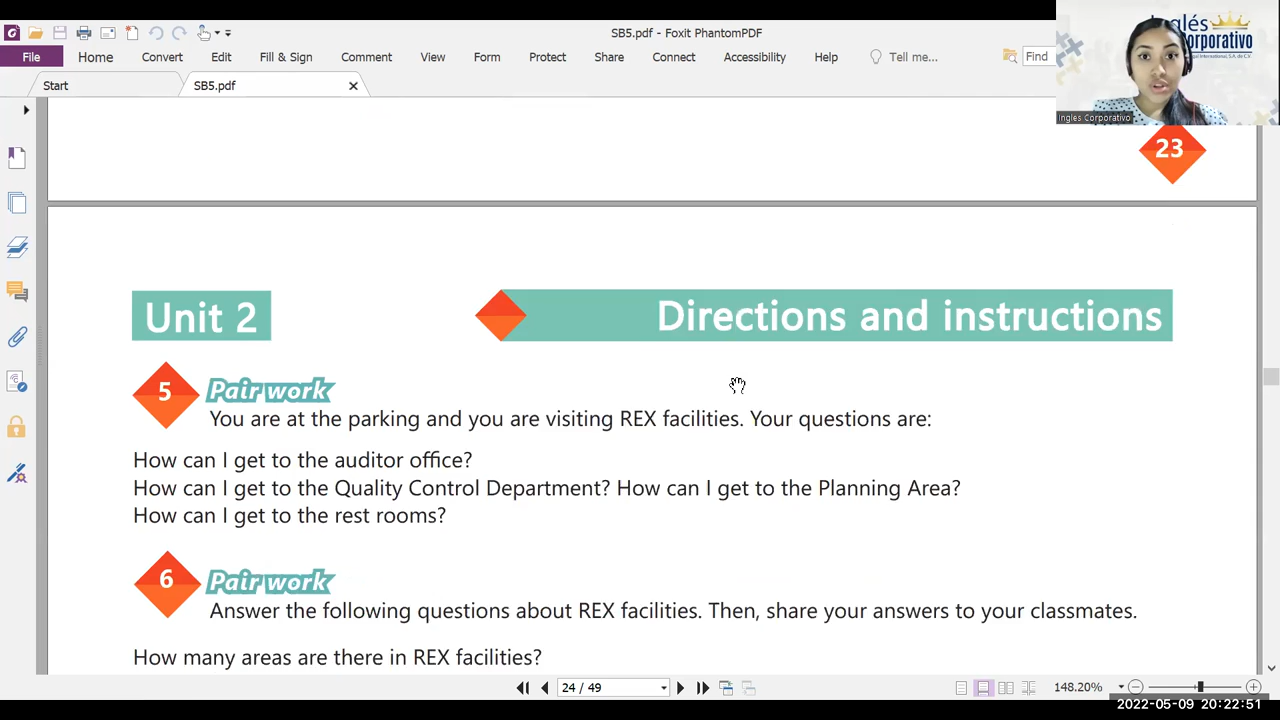 SB5.pdf - Foxit PhantomPDF
File Home Convert Edit Fill & Sign Comment View Form Protect Share Connect Accessibility Help Tell me... Find
Start SB5.pdf
Inglés
Corporativo
Ingles Corporativo
23
Unit 2 Directions and instructions
5 Pair work
You are at the parking and you are visiting REX facilities. Your questions are:
How can I get to the auditor office?
How can I get to the Quality Control Department? How can I get to the Planning Area?
How can I get to the rest rooms?
6 Pair work
Answer the following questions about REX facilities. Then, share your answers to your classmates.
How many areas are there in REX facilities?
24 / 49 148.20%
2022-05-09 20:22:51